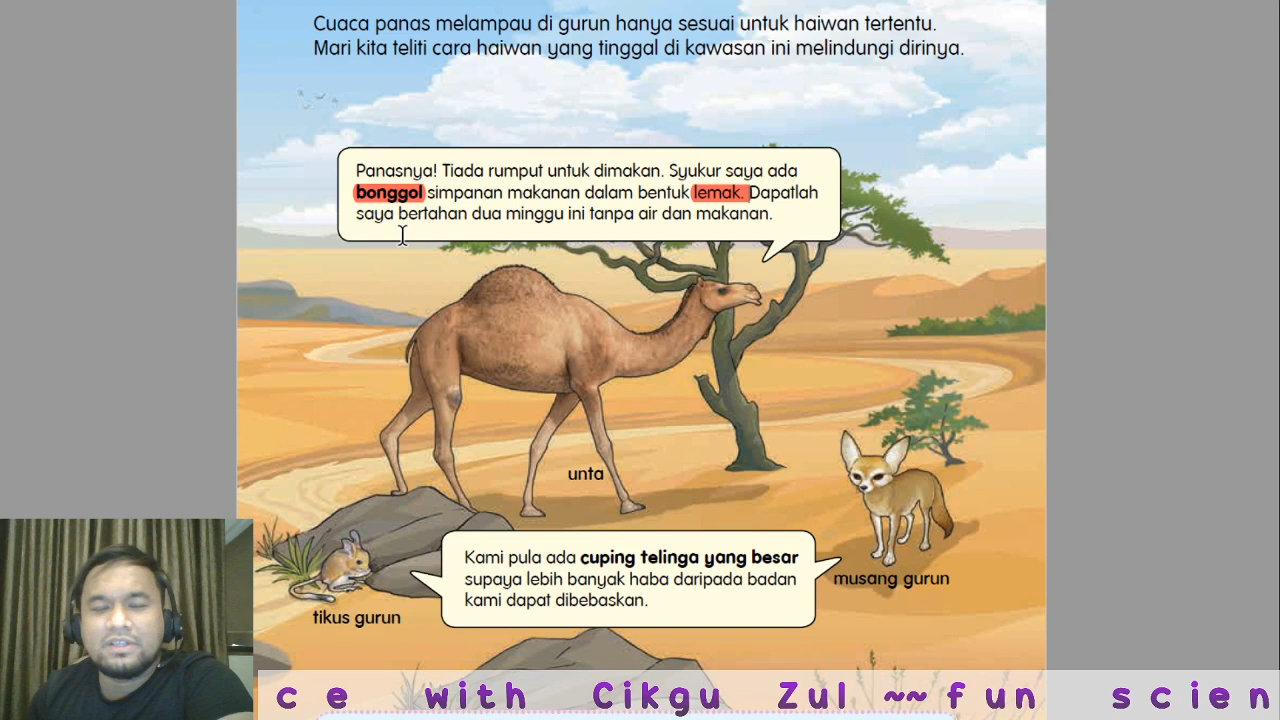 Cuaca panas melampau di gurun hanya sesuai untuk haiwan tertentu.
Mari kita teliti cara haiwan yang tinggal di kawasan ini melindungi dirinya.
Panasnya! Tiada rumput untuk dimakan. Syukur saya ada
bonggol simpanan makanan dalam bentuk lemak. Dapatlah
saya bertahan dua minggu ini tanpa air dan makanan.
unta
Kami pula ada cuping telinga yang besar
supaya lebih banyak haba daripada badan
kami dapat dibebaskan.
musang gurun
tikus gurun
ce with Cikgu Zul ~~fun scien